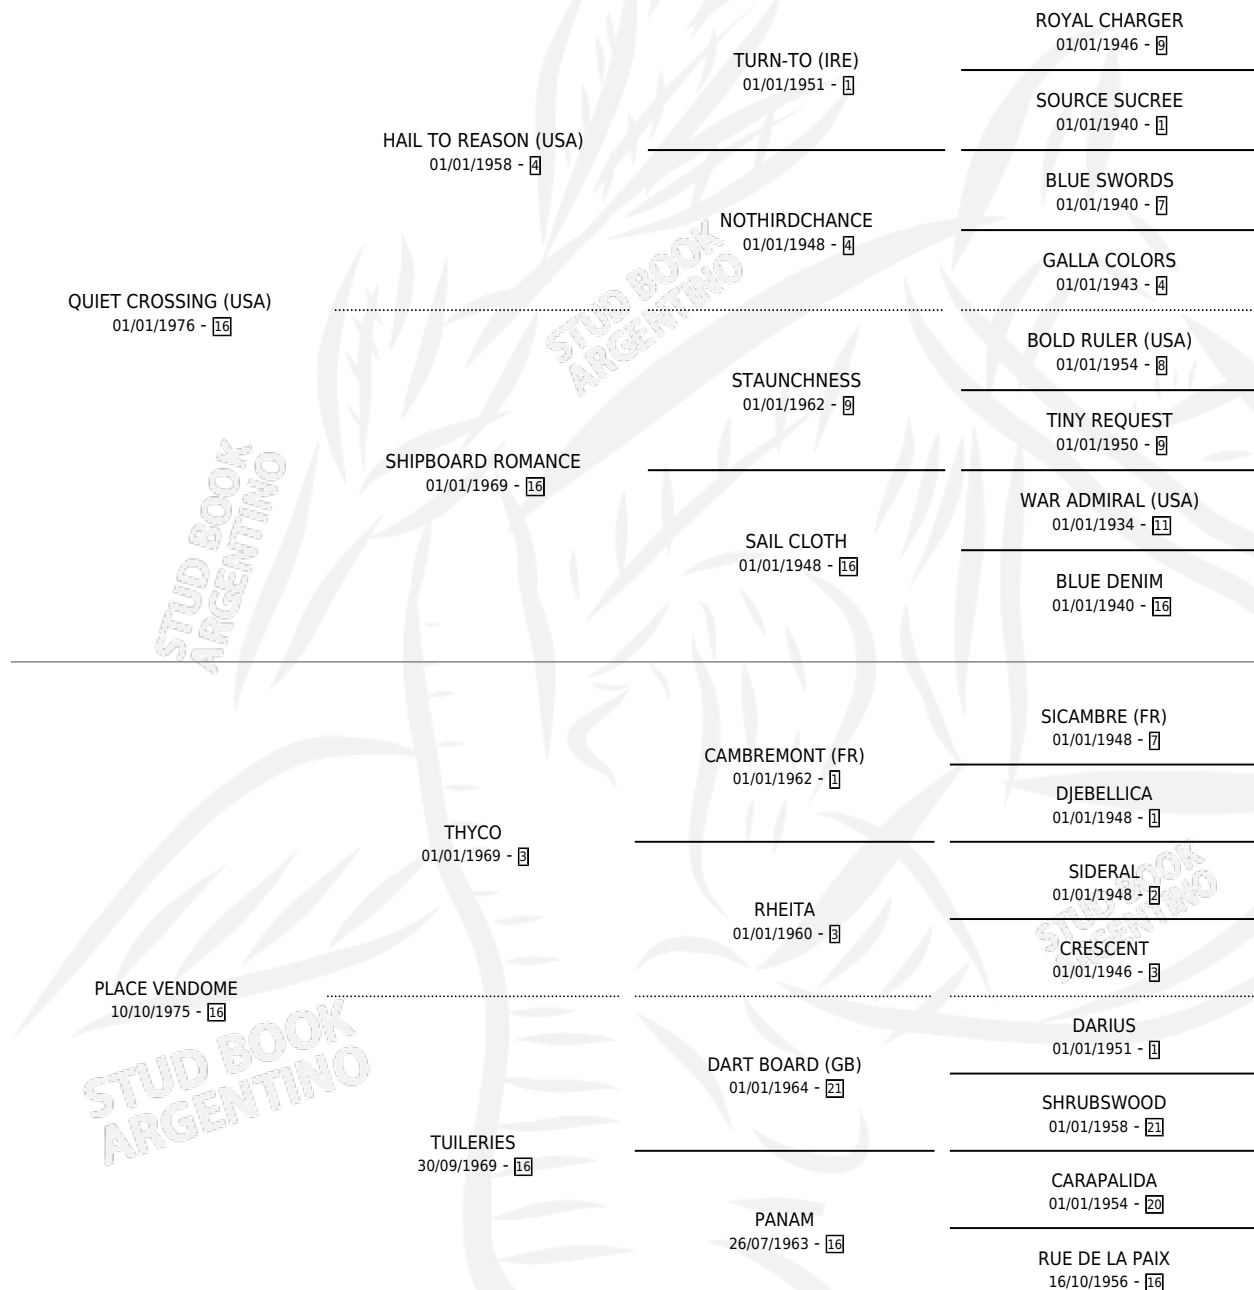 ROYAL CHARGER
01/01/1946 - 9
TURN-TO (IRE)
01/01/1951 - 1
SOURCE SUCREE
01/01/1940 - 1
HAIL TO REASON (USA)
01/01/1958 - 4
BLUE SWORDS
01/01/1940 - 7
NOTHIRDCHANCE
01/01/1948 - 4
GALLA COLORS
01/01/1943 - 4
QUIET CROSSING (USA)
01/01/1976 - 16
BOLD RULER (USA)
01/01/1954 - 8
STAUNCHNESS
01/01/1962 - 9
TINY REQUEST
01/01/1950 - 9
SHIPBOARD ROMANCE
01/01/1969 - 16
WAR ADMIRAL (USA)
01/01/1934 - 11
SAIL CLOTH
01/01/1948 - 16
BLUE DENIM
01/01/1940 - 16
SICAMBRE (FR)
01/01/1948 - 7
CAMBREMONT (FR)
01/01/1962 - 1
DJEBELLICA
01/01/1948 - 1
THYCO
01/01/1969 - 3
SIDERAL
01/01/1948 - 2
RHEITA
01/01/1960 - 3
CRESCENT
01/01/1946 - 3
PLACE VENDOME
10/10/1975 - 16
DARIUS
01/01/1951 - 1
DART BOARD (GB)
01/01/1964 - 21
SHRUBSWOOD
01/01/1958 - 21
TUILERIES
30/09/1969 - 16
CARAPALIDA
01/01/1954 - 20
PANAM
26/07/1963 - 16
RUE DE LA PAIX
16/10/1956 - 16
STUD BOOK
ARGENTINO
STUD BOOK
ARGENTINO
STUD BOOK
ARGENTINO
STUD BOOK
ARGENTINO